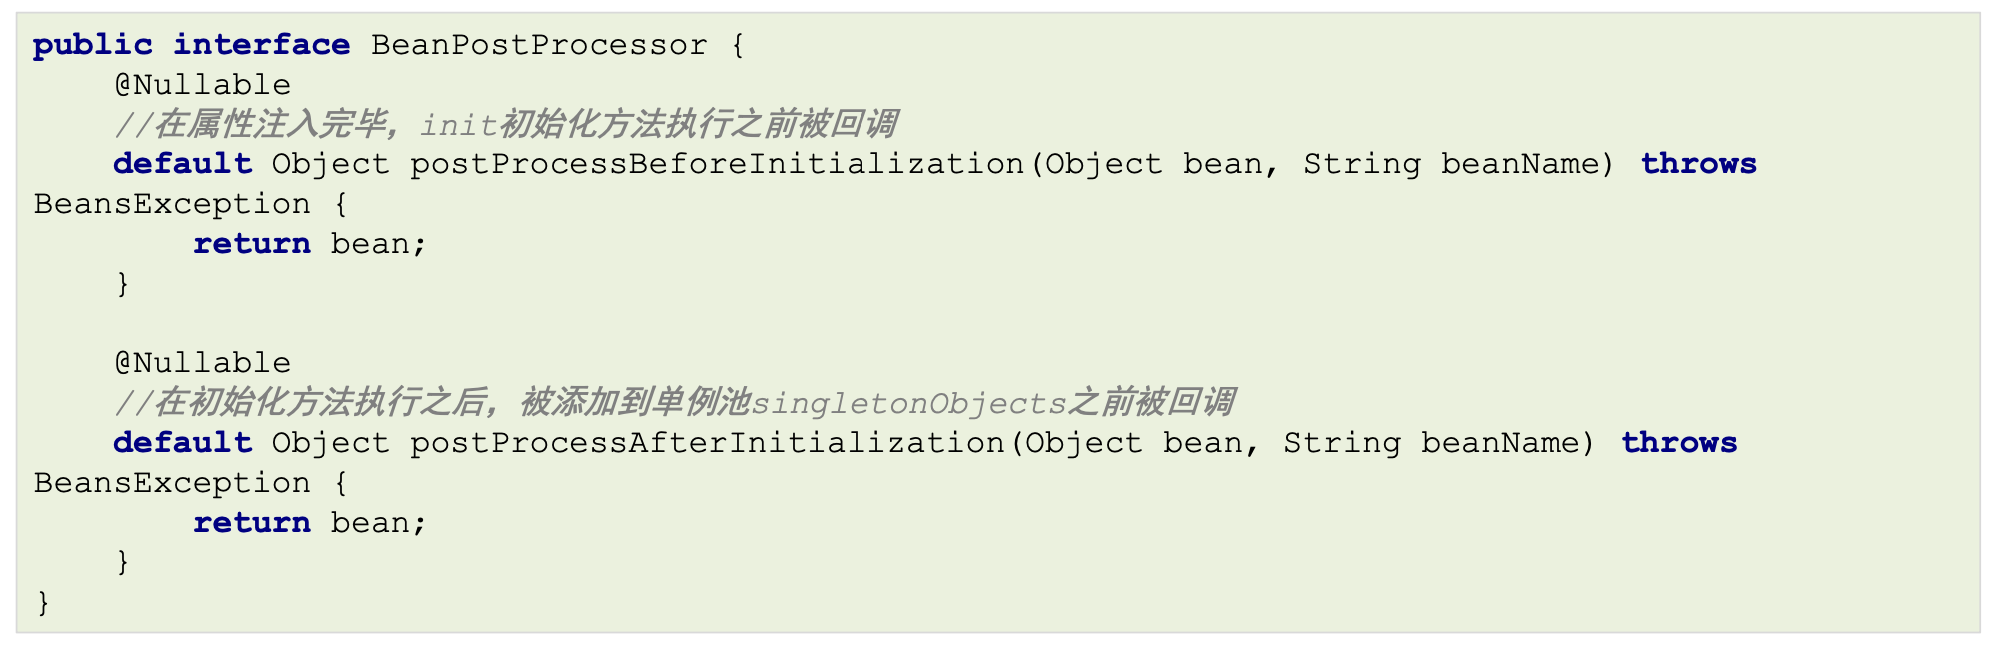 public interface BeanPostProcessor {
    @Nullable
    //在属性注入完毕，init初始化方法执行之前被回调
    default Object postProcessBeforeInitialization(Object bean, String beanName) throws
BeansException {
        return bean;
    }

    @Nullable
    //在初始化方法执行之后，被添加到单例池singletonObjects之前被回调
    default Object postProcessAfterInitialization(Object bean, String beanName) throws
BeansException {
        return bean;
    }
}